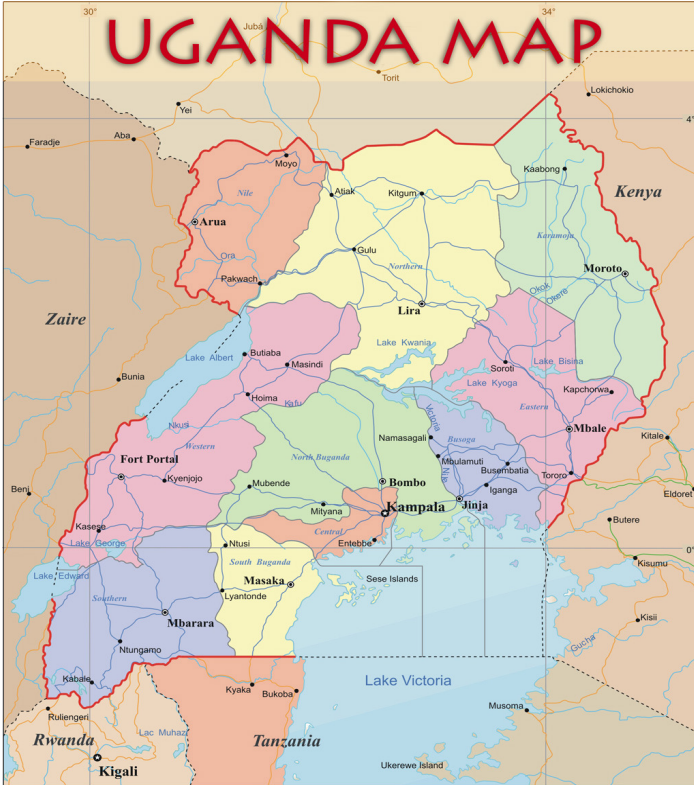 UGANDA MAP
30°
34°
Jubā
Torit
Lokichokio
Yei
4°
Aba
Faradje
Moyo
Kaabong
Kenya
Nile
Atiak
Kitgum
Arua
Karamoja
Ora
Gulu
Northern
Moroto
Pakwach
Okok
Okere
Lira
Zaire
Lake Kwania
Lake Albert
Butiaba
Masindi
Soroti
Lake Bisina
Bunia
Lake Kyoga
Kapchorwa
Hoima
Kafu
Eastern
Nkusi
Victoria
Nile
Mbale
Western
Namasagali
Busoga
Kitale
Fort Portal
North Buganda
Mbulamuti
Busembatia
Kyenjojo
Mubende
Bombo
Tororo
Beni
Iganga
Eldoret
Mityana
Kampala
Jinja
Butere
Kasese
Central
Lake George
Ntusi
Entebbe
0°
South Buganda
Kisumu
Lake Edward
Masaka
Sese Islands
Southern
Lyantonde
Mbarara
Kisii
Ntungamo
Gucha
Kabale
Lake Victoria
Kyaka
Bukoba
Ruliengeri
Musoma
Rwanda
Lac Muhazi
Tanzania
Ukerewe Island
Kigali